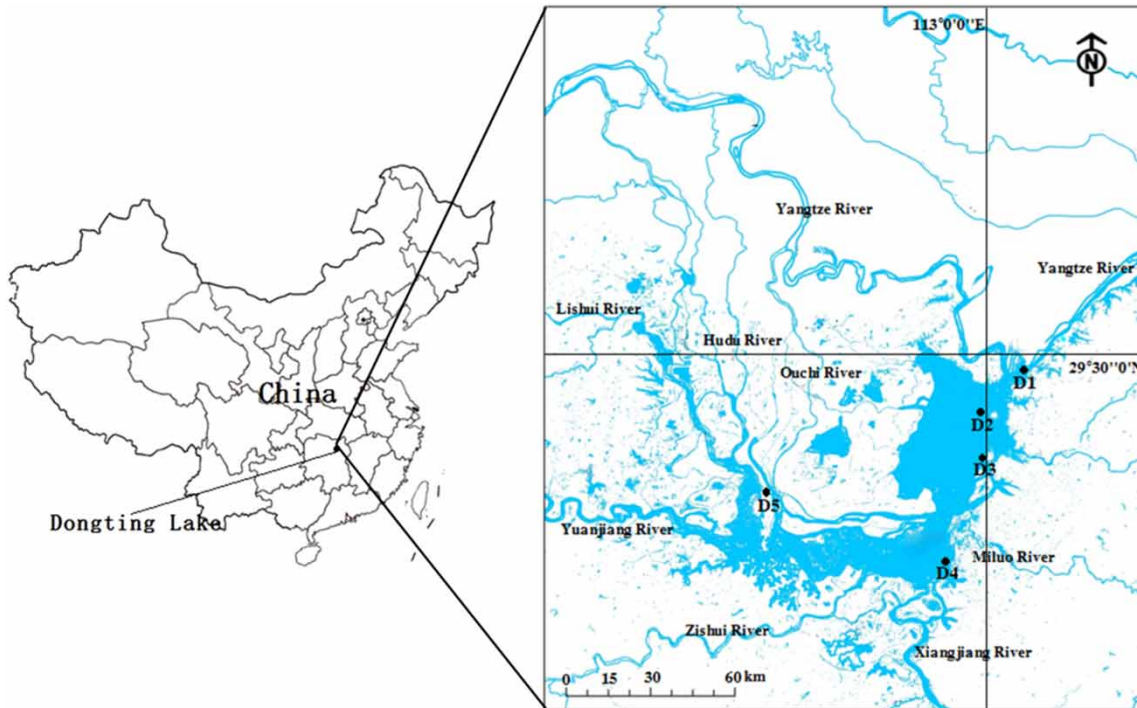 113°0'0''E
N
Yangtze River
Yangtze River
Lishui River
Hudu River
Ouchi River
D1
29°30''0'N
China
D2
D3
D5
Dongting Lake
Yuanjiang River
Miluo River
D4
Zishui River
Xiangjiang River
0 15 30 60 km